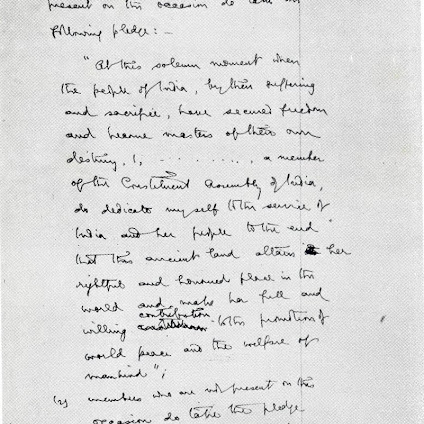 present on this occasion do take the
following pledge: —
"At this solemn moment when
the people of India, by their suffering
and sacrifice, have secured freedom
and become masters of their own
destiny, I, .........., a member
of the Constituent Assembly of India,
do dedicate myself to the service of
India and her people to the end
that this ancient land attains her
rightful and honoured place in the
world and make her full and
willing contribution to the promotion of
world peace and the welfare of
mankind";
(2) members who are not present on this
occasion do take the pledge